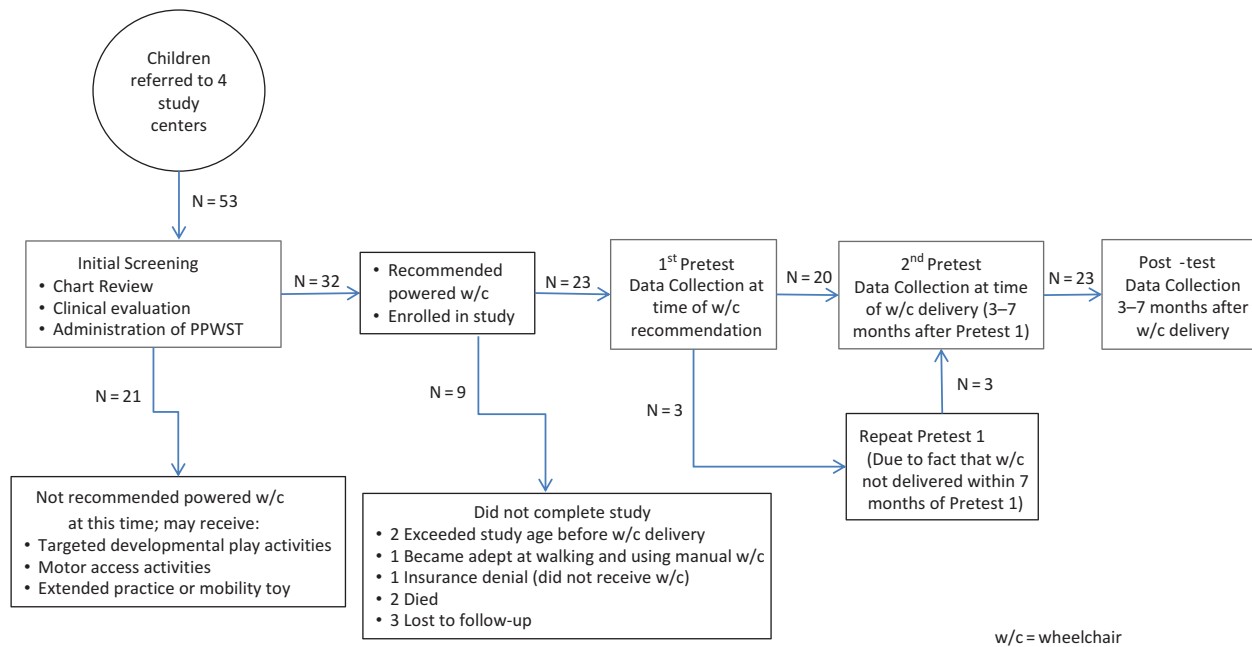 Children
referred to 4
study
centers
N = 53
Initial Screening
• Chart Review
• Clinical evaluation
• Administration of PPWST
N = 32
• Recommended
powered w/c
• Enrolled in study
N = 23
1st Pretest
Data Collection at
time of w/c
recommendation
N = 20
2nd Pretest
Data Collection at time
of w/c delivery (3–7
months after Pretest 1)
N = 23
Post -test
Data Collection
3–7 months after
w/c delivery
N = 21
N = 9
N = 3
N = 3
Repeat Pretest 1
(Due to fact that w/c
not delivered within 7
months of Pretest 1)
Not recommended powered w/c
at this time; may receive:
• Targeted developmental play activities
• Motor access activities
• Extended practice or mobility toy
Did not complete study
• 2 Exceeded study age before w/c delivery
• 1 Became adept at walking and using manual w/c
• 1 Insurance denial (did not receive w/c)
• 2 Died
• 3 Lost to follow-up
w/c = wheelchair